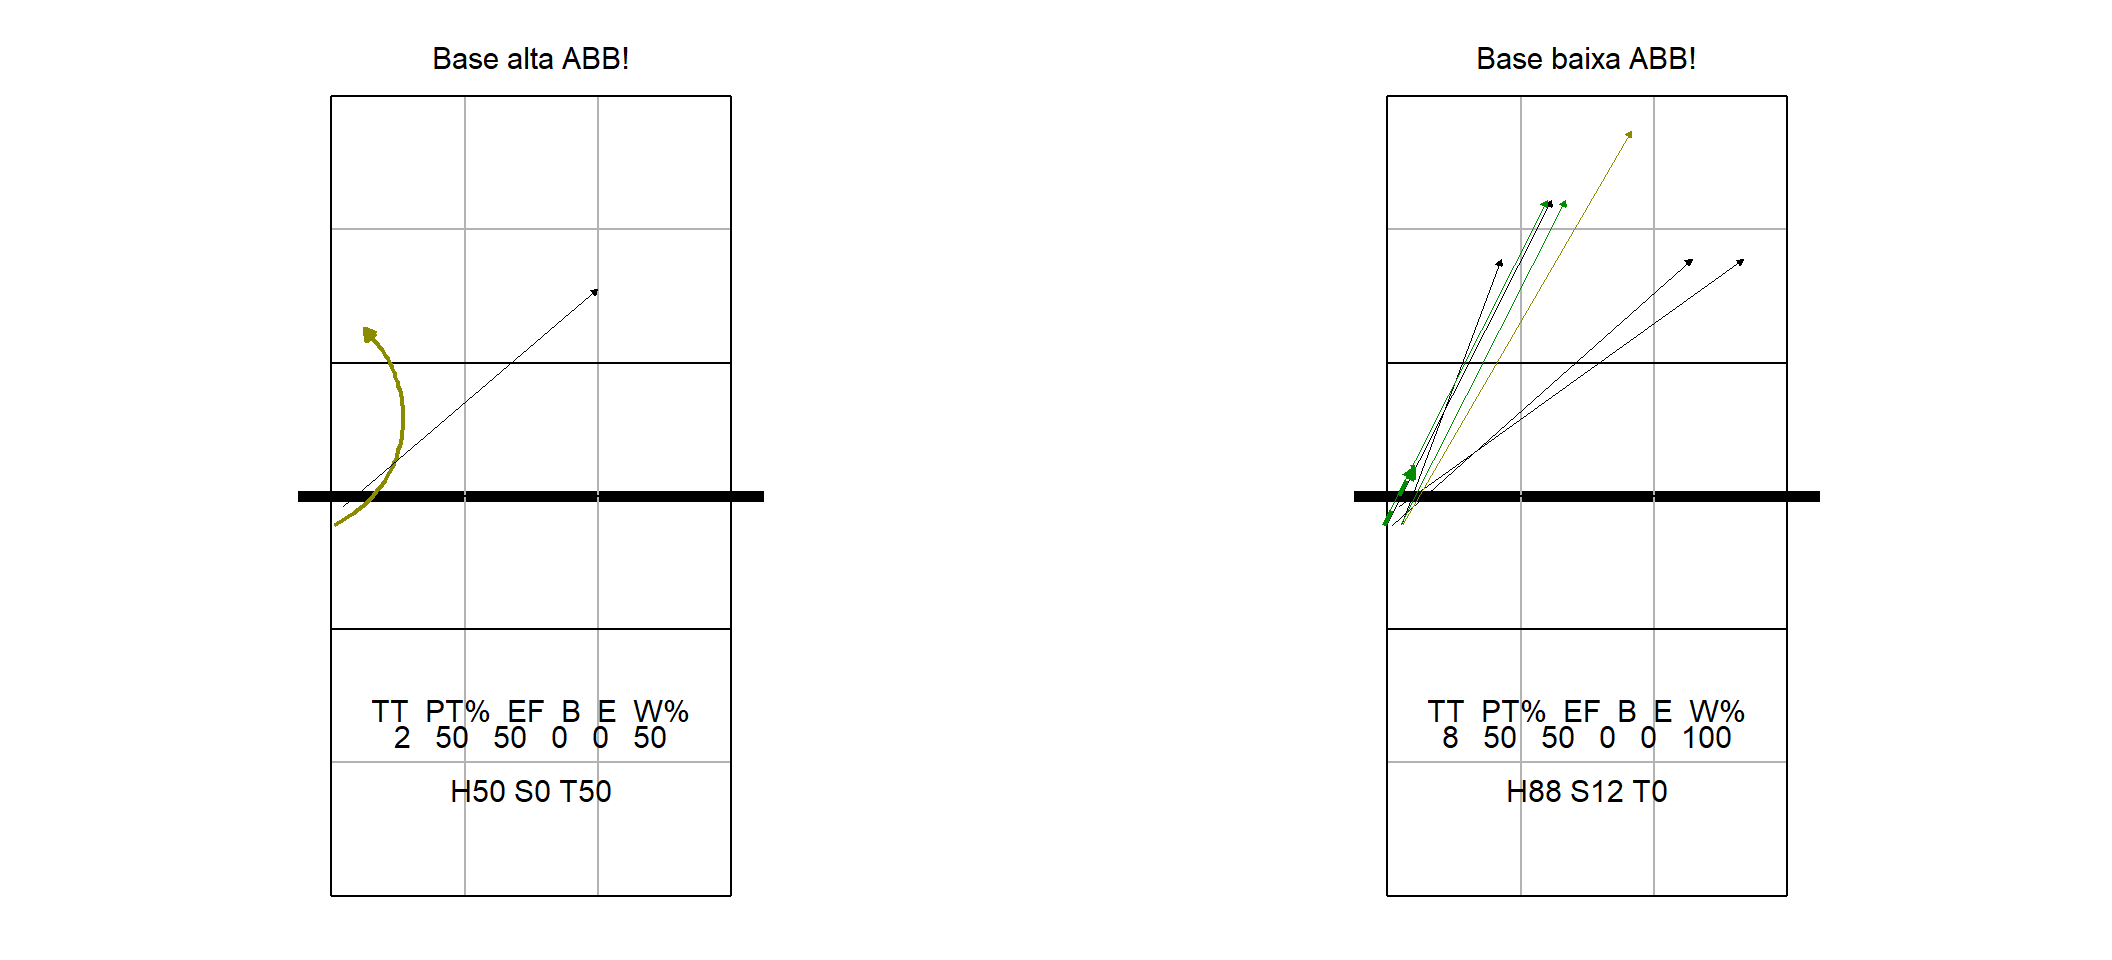 Base alta ABB!
TT PT% EF B E W%
2 50 50 0 0 50
H50 S0 T50
Base baixa ABB!
TT PT% EF B E W%
8 50 50 0 0 100
H88 S12 T0